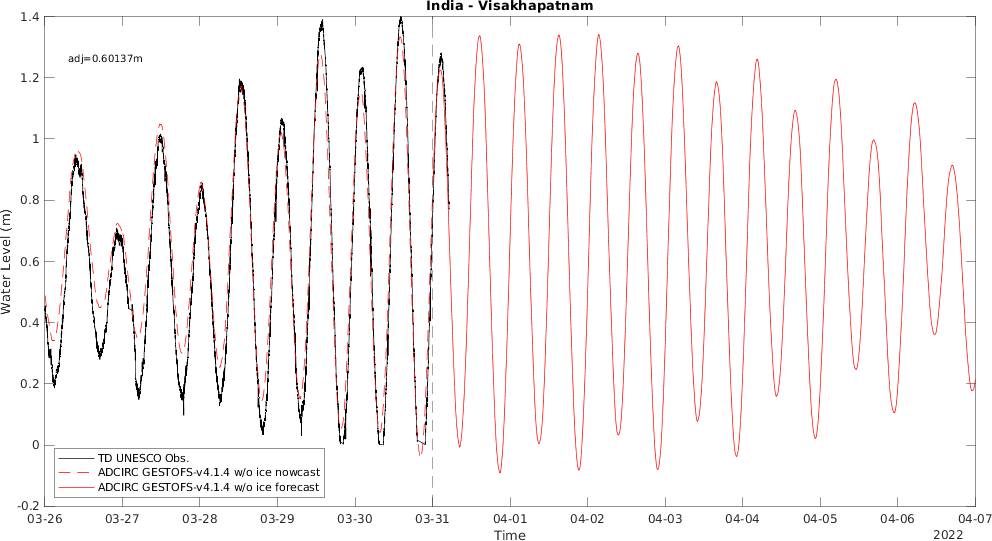 India - Visakhapatnam
1.4
1.2
1
0.8
0.6
0.4
0.2
0
-0.2
Water Level (m)
adj=0.60137m
TD UNESCO Obs.
ADCIRC GESTOFS-v4.1.4 w/o ice nowcast
ADCIRC GESTOFS-v4.1.4 w/o ice forecast
03-26 03-27 03-28 03-29 03-30 03-31 04-01 04-02 04-03 04-04 04-05 04-06 04-07
Time
2022